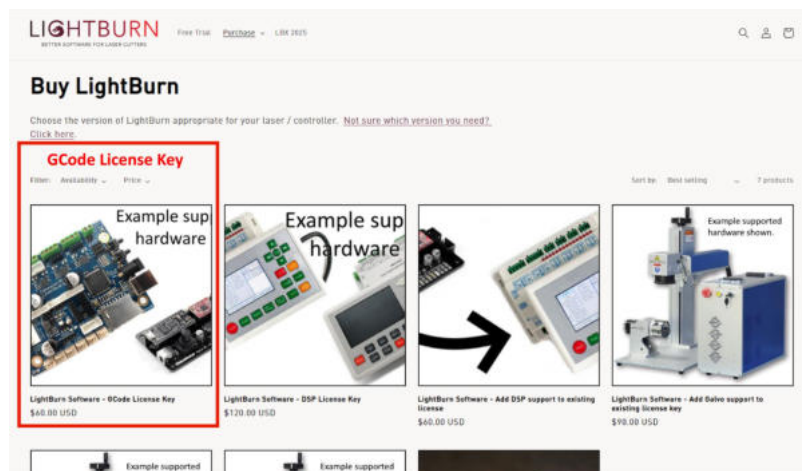 LIGHTBURN
BETTER SOFTWARE FOR LASER CUTTERS
Free Trial Purchase LBX 2025
Buy LightBurn
Choose the version of LightBurn appropriate for your laser / controller. Not sure which version you need?
Click here.
GCode License Key
Filter: Availability Price Sort by: Best selling 7 products
Example supp
hardware
Example sup
hardware
Example supported
hardware shown.
LightBurn Software - GCode License Key
$60.00 USD
LightBurn Software - DSP License Key
$120.00 USD
LightBurn Software - Add DSP support to existing
license
$60.00 USD
LightBurn Software - Add Galvo support to
existing license key
$90.00 USD
Example supported
Example supported